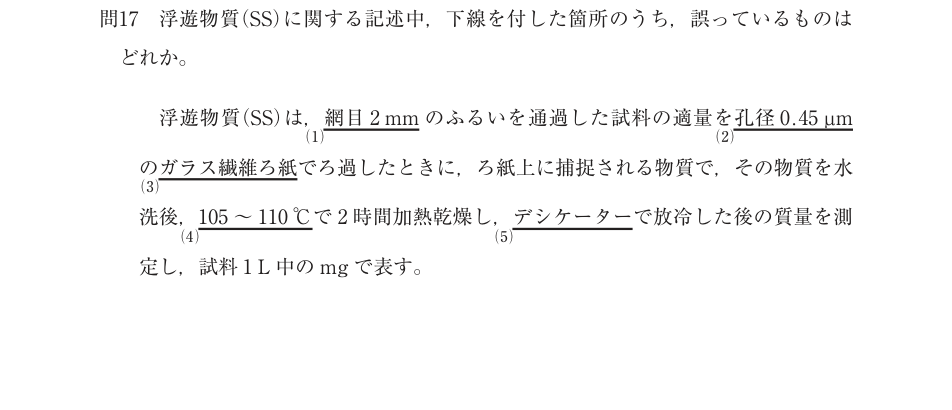 問17　浮遊物質(SS)に関する記述中，下線を付した箇所のうち，誤っているものは
どれか。
浮遊物質(SS)は，網目 2 mm のふるいを通過した試料の適量を孔径 0.45 μm
(1) (2)
のガラス繊維ろ紙でろ過したときに，ろ紙上に捕捉される物質で，その物質を水
(3)
洗後，105 ～ 110 ℃で 2 時間加熱乾燥し，デシケーターで放冷した後の質量を測
(4) (5)
定し，試料 1 L 中の mg で表す。